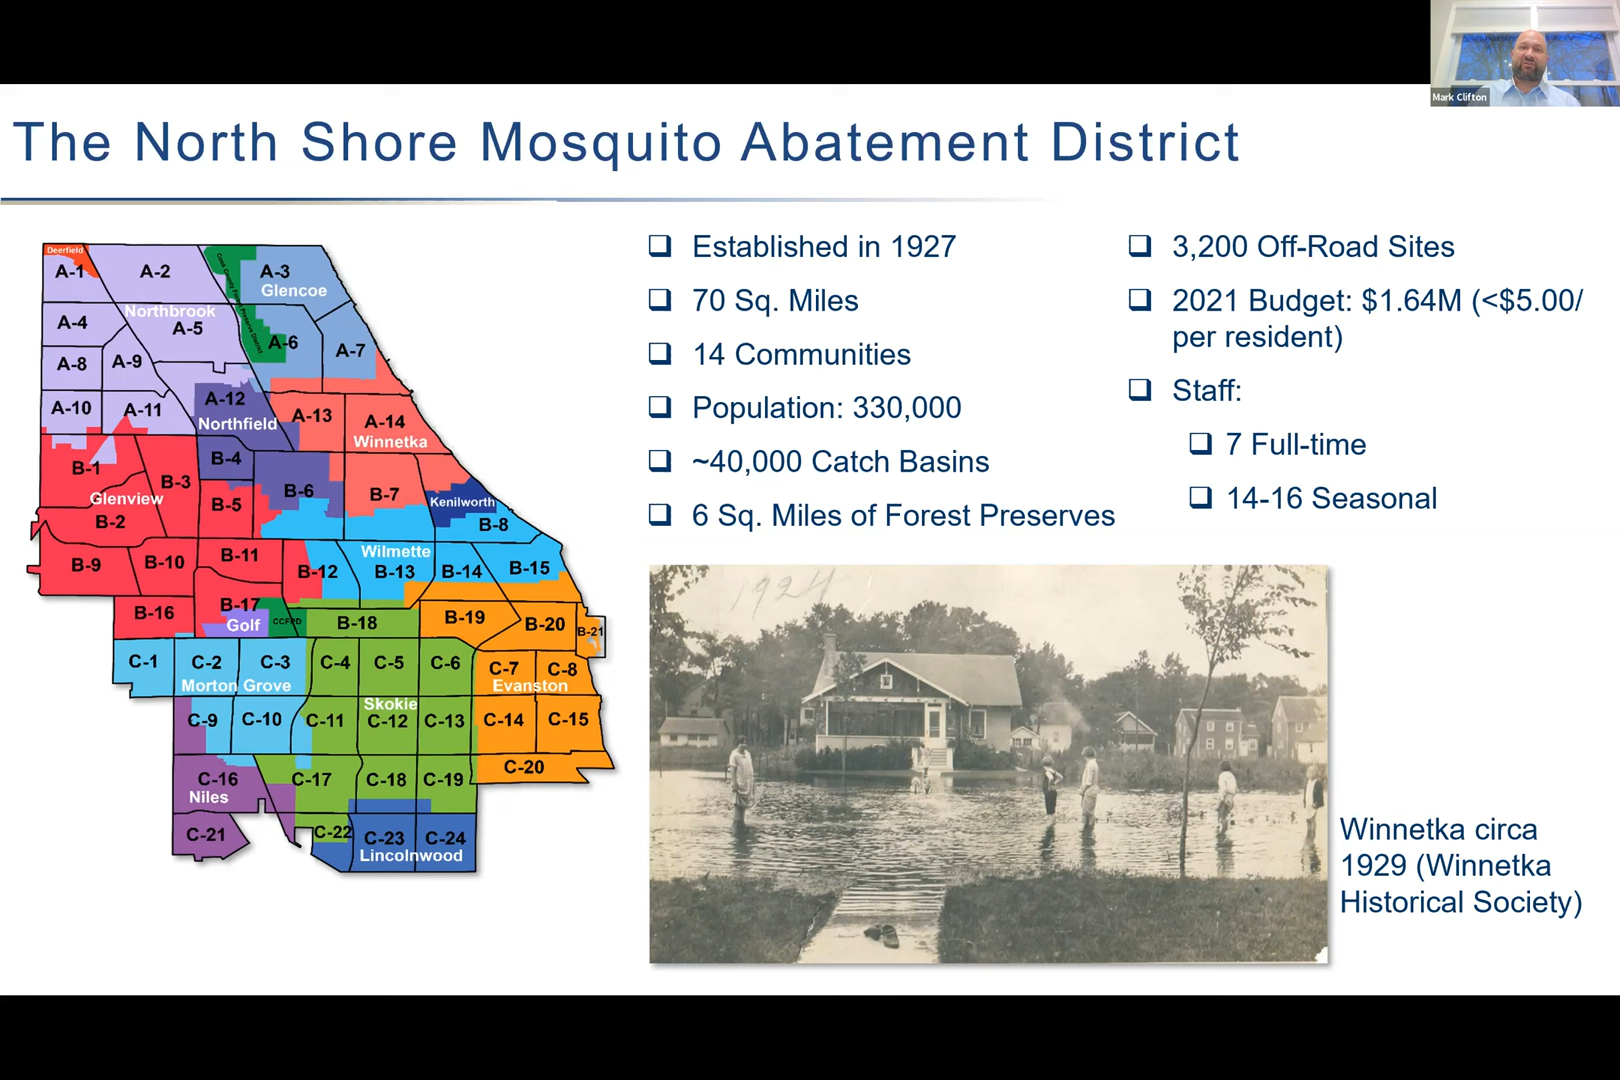 Mark Clifton
The North Shore Mosquito Abatement District
Established in 1927
70 Sq. Miles
14 Communities
Population: 330,000
~40,000 Catch Basins
6 Sq. Miles of Forest Preserves
3,200 Off-Road Sites
2021 Budget: $1.64M (<$5.00/
per resident)
Staff:
7 Full-time
14-16 Seasonal
Deerfield
A-1
A-2
A-3
Glencoe
Northbrook
A-4
A-5
Cook County Forest Preserve District
A-6
A-7
A-8
A-9
A-10
A-11
A-12
Northfield
A-13
A-14
Winnetka
B-1
B-3
B-4
B-6
B-7
Kenilworth
Glenview
B-2
B-5
B-8
Wilmette
B-9
B-10
B-11
B-12
B-13
B-14
B-15
B-16
B-17
Golf
CCFPD
B-18
B-19
B-20
B-21
C-1
C-2
C-3
Morton Grove
C-4
C-5
C-6
C-7
C-8
Evanston
Skokie
C-9
C-10
C-11
C-12
C-13
C-14
C-15
C-16
Niles
C-17
C-18
C-19
C-20
C-21
C-22
C-23
C-24
Lincolnwood
1924
Winnetka circa
1929 (Winnetka
Historical Society)